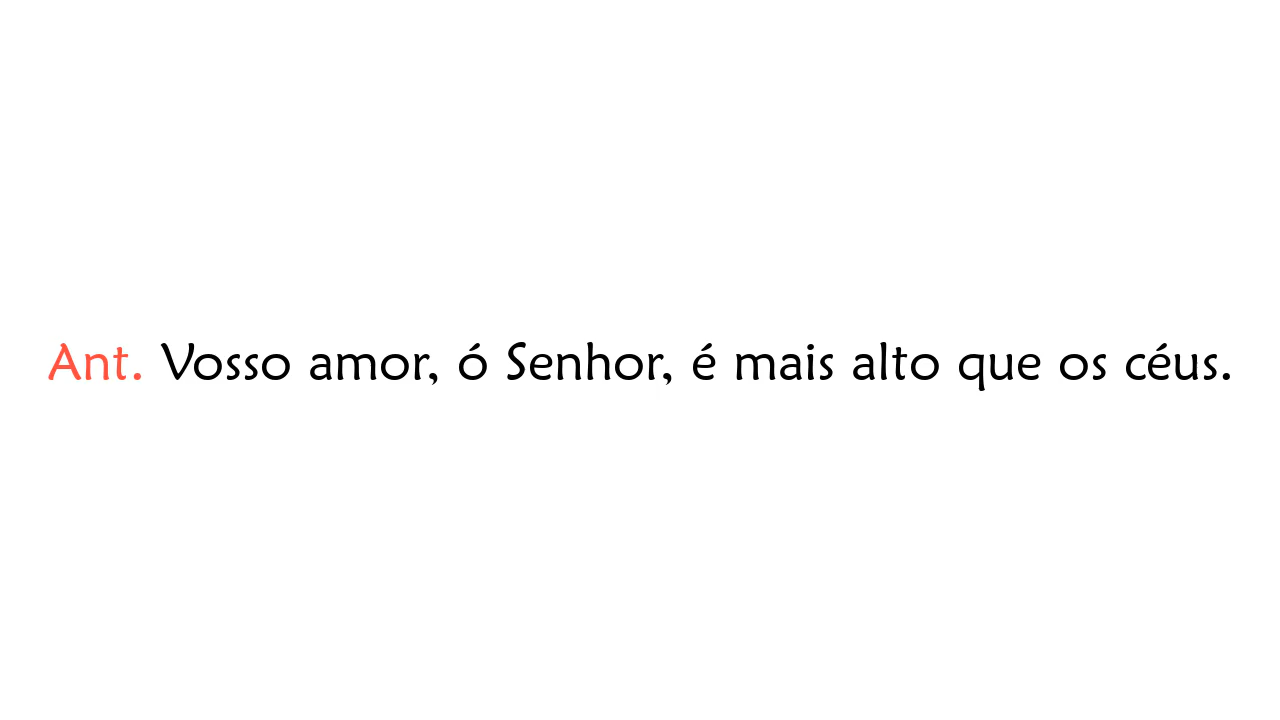 Ant. Vosso amor, ó Senhor, é mais alto que os céus.